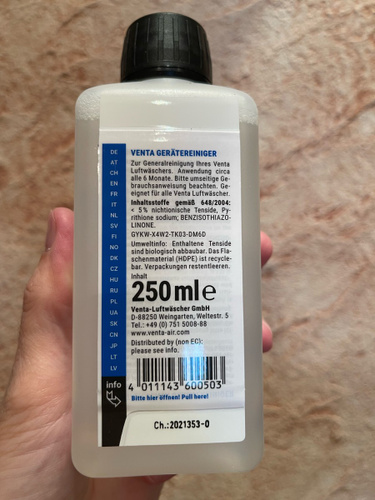 DE
AT
CH
EN
FR
IT
NL
SV
FI
NO
DK
CZ
HU
RU
PL
UA
SK
CN
JP
LT
LV
info
VENTA GERÄTEREINIGER
Zur Generalreinigung Ihres Venta
Luftwäschers. Anwendung circa
alle 6 Monate. Bitte umseitige Ge-
brauchsanweisung beachten. Ge-
eignet für alle Venta Luftwäscher.
Inhaltsstoffe gemäß 648/2004:
< 5% nichtionische Tenside, Py-
rithione sodium; BENZISOTHIAZO-
LINONE.
GYKW-X4W2-TK03-DM6D
Umweltinfo: Enthaltene Tenside
sind biologisch abbaubar. Das Fla-
schenmaterial (HDPE) ist recycle-
bar. Verpackungen restentleeren.
Inhalt
250 ml e
Venta-Luftwäscher GmbH
D-88250 Weingarten, Weltestr. 5
Tel.: +49 (0) 751 5008-88
www.venta-air.com
Distributed by (non EC):
please see info.
4 011143 600503
Bitte hier öffnen! Pull here!
Ch.:2021353-0